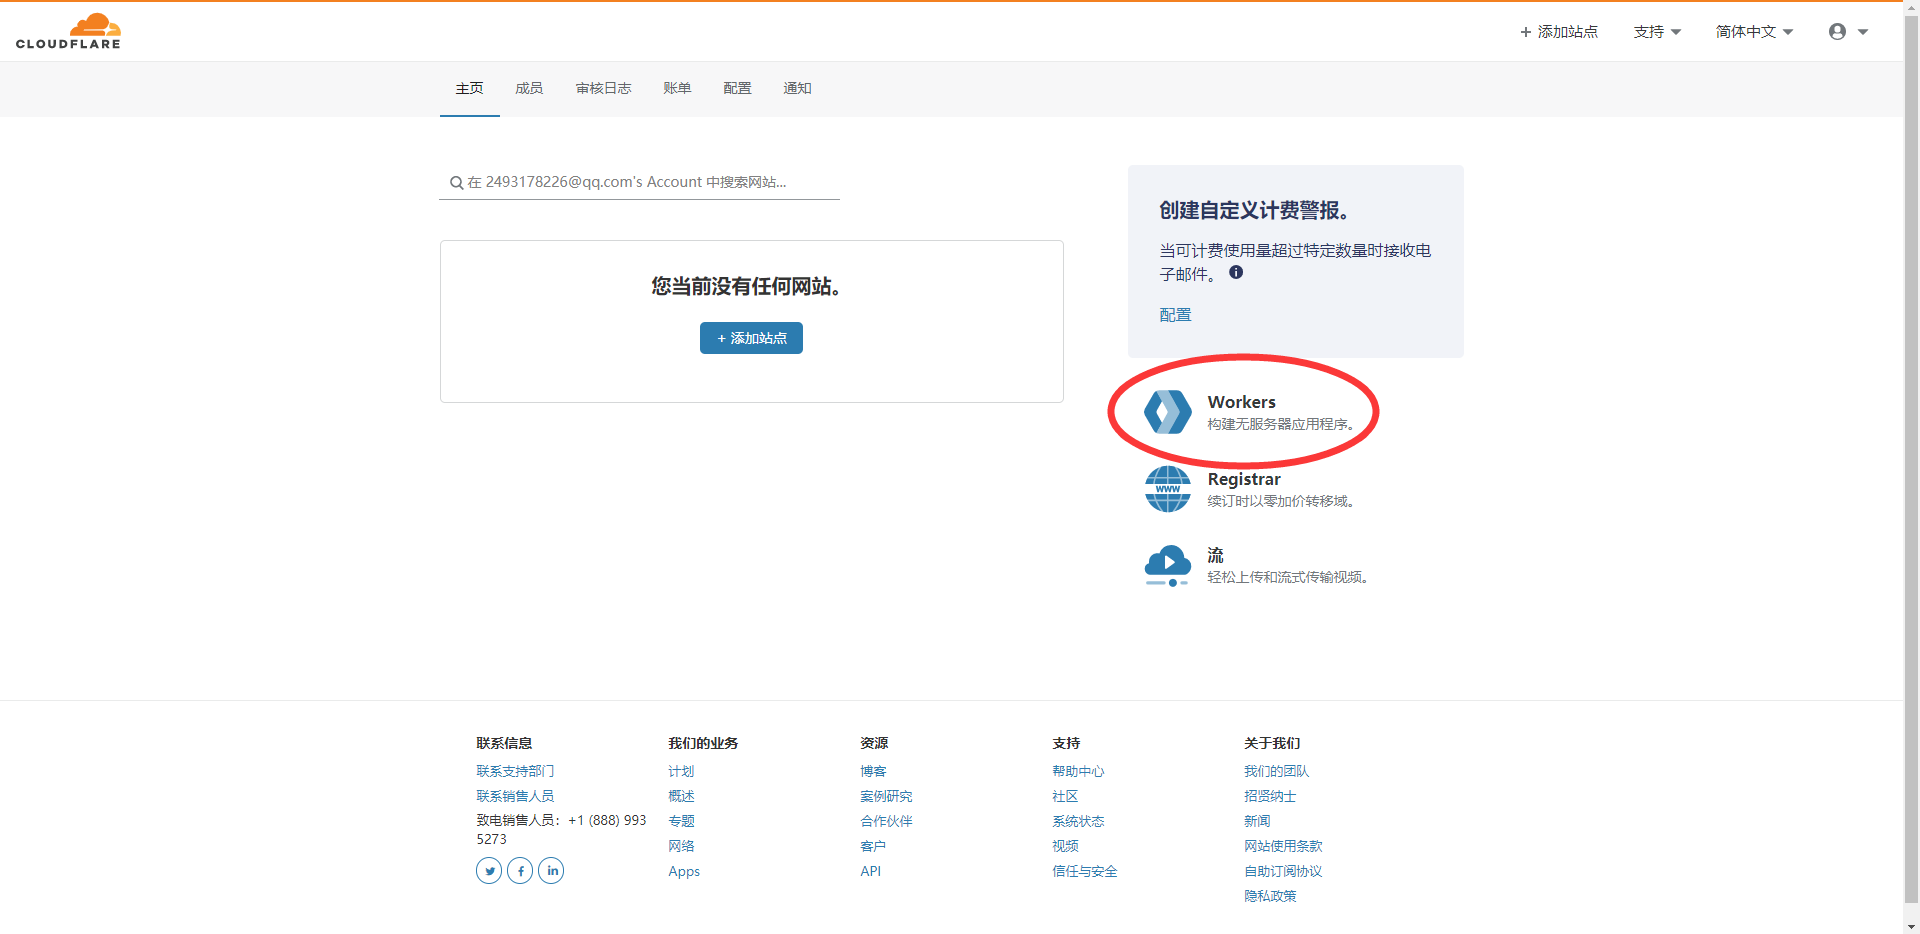 CLOUDFLARE
+ 添加站点
支持
简体中文
主页
成员
审核日志
账单
配置
通知
在 2493178226@qq.com's Account 中搜索网站...
您当前没有任何网站。
+ 添加站点
创建自定义计费警报。
当可计费使用量超过特定数量时接收电
子邮件。
配置
Workers
构建无服务器应用程序。
www
Registrar
续订时以零加价转移域。
流
轻松上传和流式传输视频。
联系信息
联系支持部门
联系销售人员
致电销售人员：+1 (888) 993
5273
我们的业务
计划
概述
专题
网络
Apps
资源
博客
案例研究
合作伙伴
客户
API
支持
帮助中心
社区
系统状态
视频
信任与安全
关于我们
我们的团队
招贤纳士
新闻
网站使用条款
自助订阅协议
隐私政策